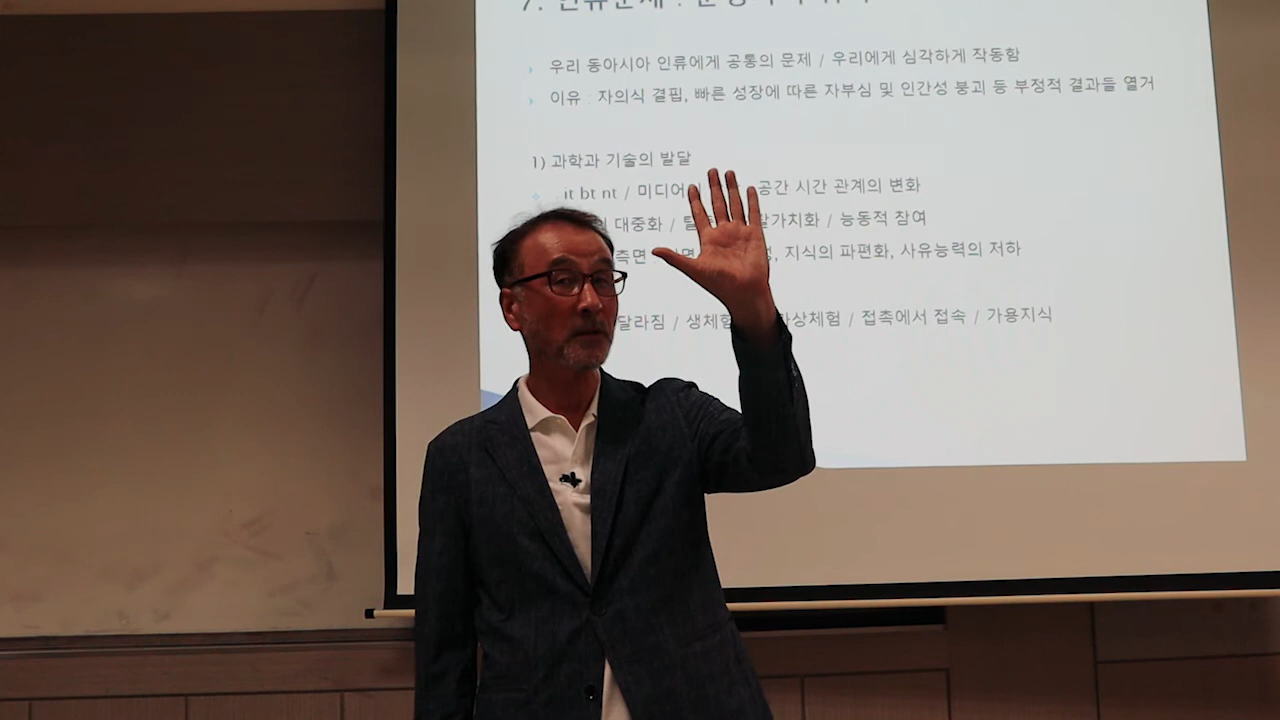 7. 인류문제 :
우리 동아시아 인류에게 공통의 문제 / 우리에게 심각하게 작동함
이유 : 자의식 결핍, 빠른 성장에 따른 자부심 및 인간성 붕괴 등 부정적 결과들 열거
1) 과학과 기술의 발달
it bt nt / 미디어의 공간 시간 관계의 변화
대중화 / 능동적 참여
측면 : 지식의 파편화, 사유능력의 저하
달라짐 / 생체험 / 접촉에서 접속 / 가용지식